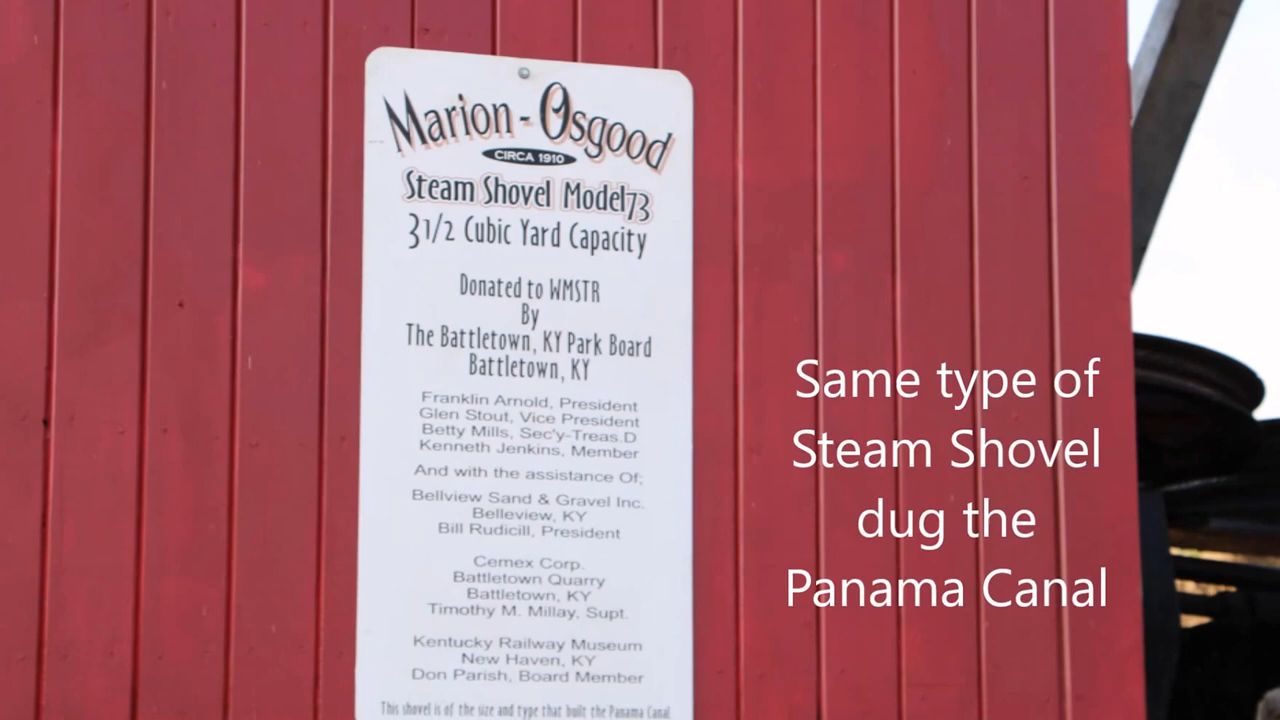 Marion - Osgood
CIRCA 1910
Steam Shovel Model73
3 1/2 Cubic Yard Capacity
Donated to WMSTR
By
The Battletown, KY Park Board
Battletown, KY
Franklin Arnold, President
Glen Stout, Vice President
Betty Mills, Sec'y-Treas.D
Kenneth Jenkins, Member
And with the assistance Of;
Bellview Sand & Gravel Inc.
Belleview, KY
Bill Rudicill, President
Cemex Corp.
Battletown Quarry
Battletown, KY
Timothy M. Millay, Supt.
Kentucky Railway Museum
New Haven, KY
Don Parish, Board Member
This shovel is of the size and type that built the Panama Canal
Same type of
Steam Shovel
dug the
Panama Canal